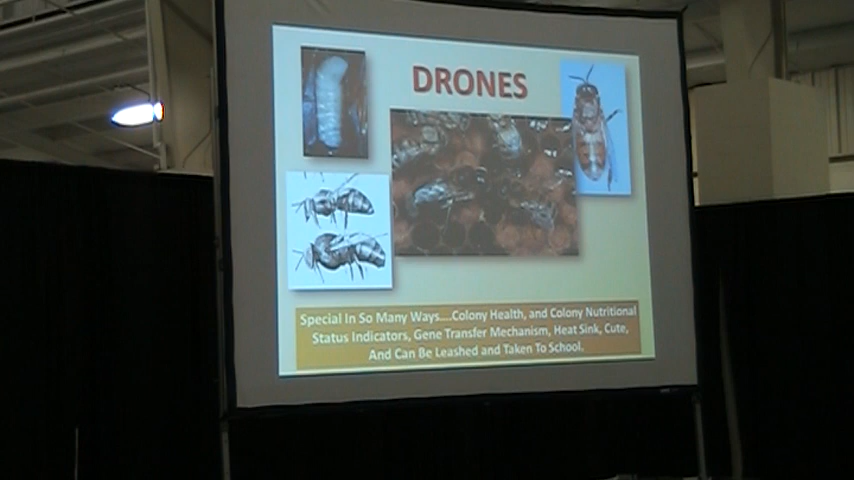 DRONES
Special In So Many Ways....Colony Health, and Colony Nutritional
Status Indicators, Gene Transfer Mechanism, Heat Sink, Cute,
And Can Be Leashed and Taken To School.